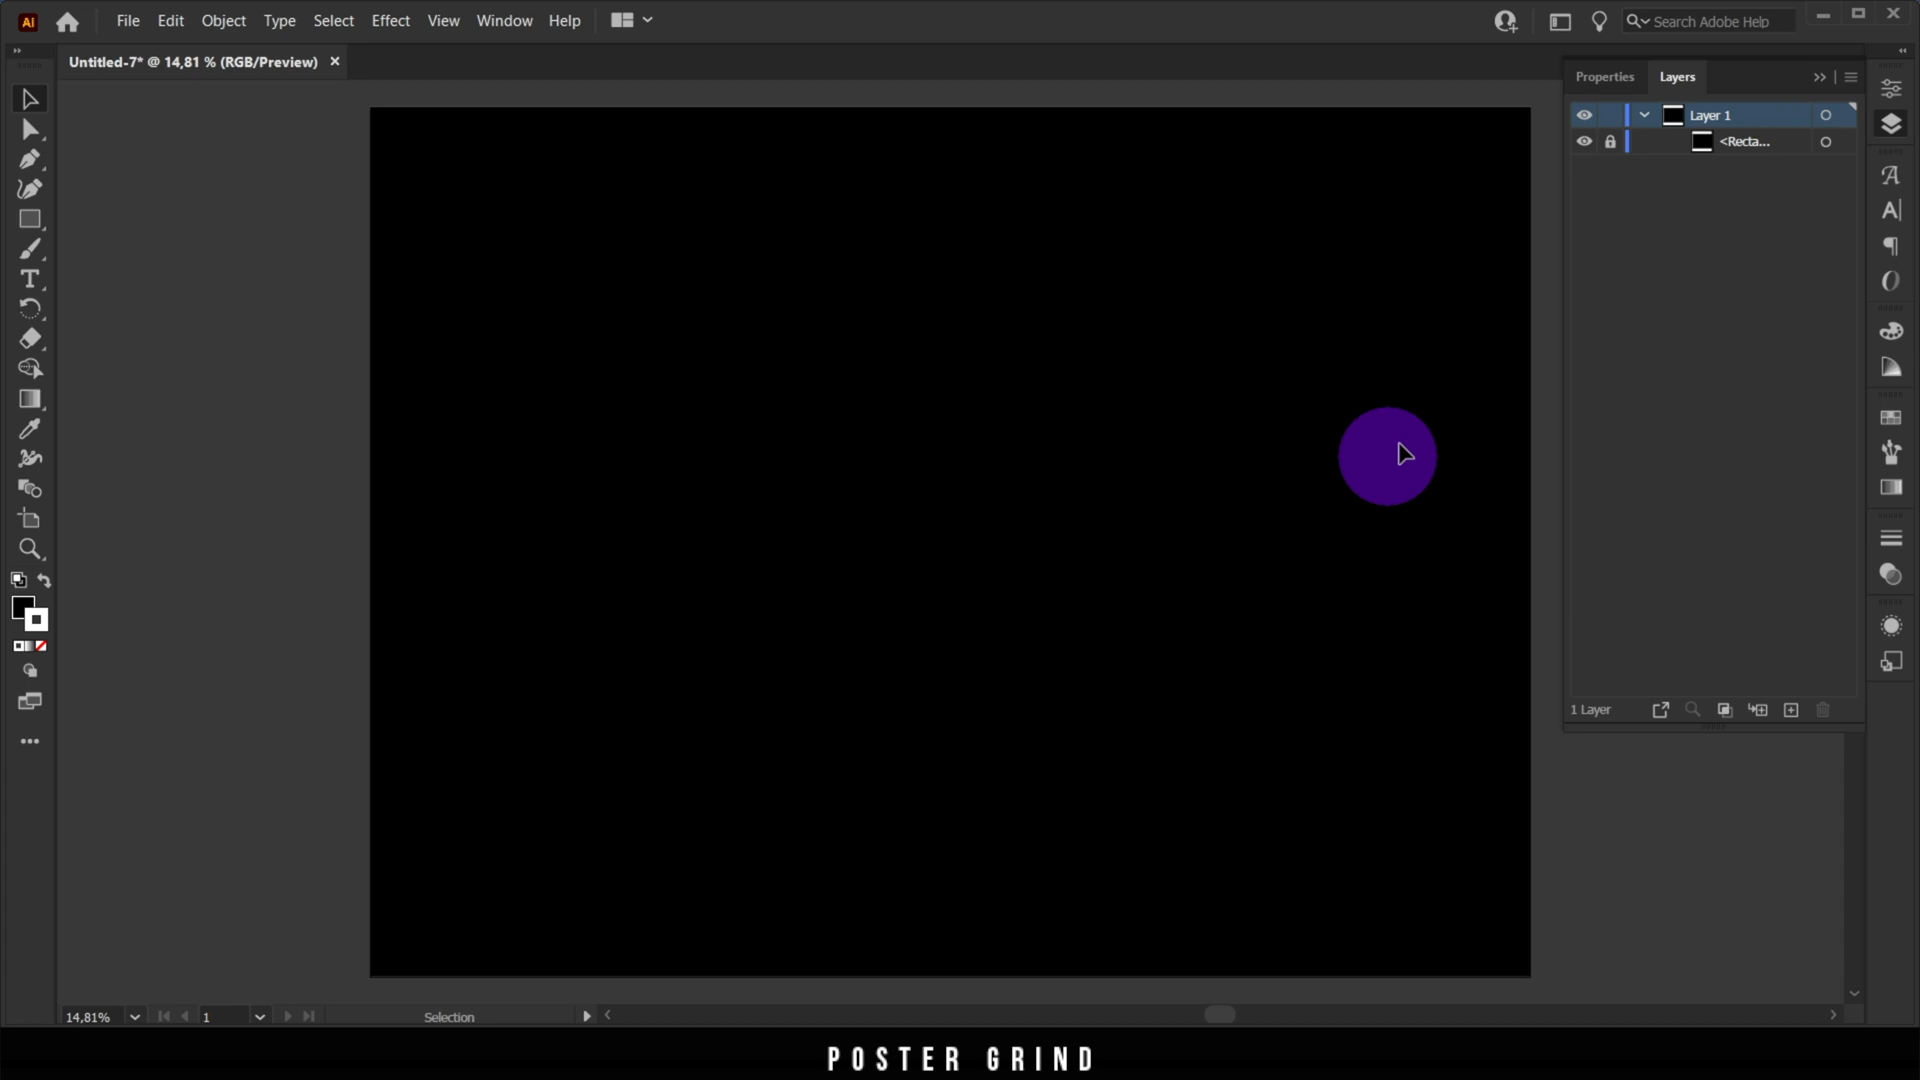 Ai File Edit Object Type Select Effect View Window Help Search Adobe Help
Untitled-7* @ 14,81 % (RGB/Preview)
Properties Layers
Layer 1
<Recta...
1 Layer
14,81% 1 Selection
POSTER GRIND